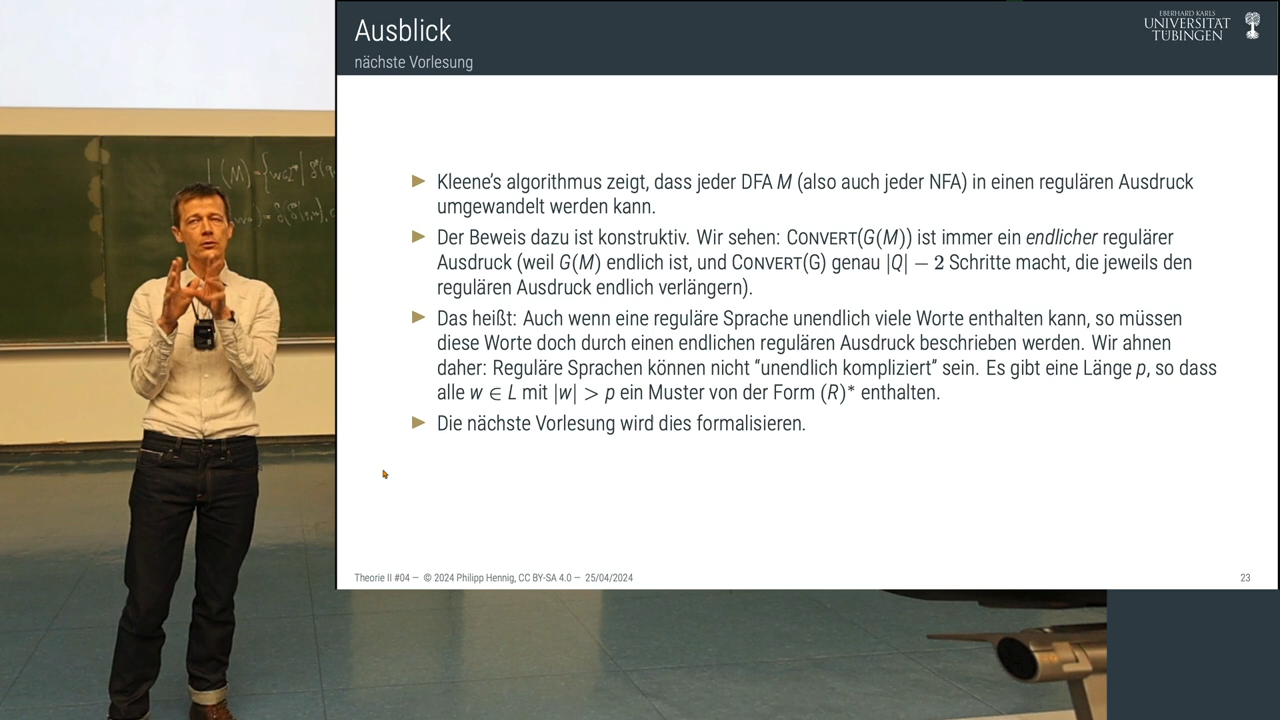 Ausblick
nächste Vorlesung
EBERHARD KARLS
UNIVERSITÄT
TÜBINGEN
► Kleene's algorithmus zeigt, dass jeder DFA M (also auch jeder NFA) in einen regulären Ausdruck
umgewandelt werden kann.
► Der Beweis dazu ist konstruktiv. Wir sehen: CONVERT(G(M)) ist immer ein endlicher regulärer
Ausdruck (weil G(M) endlich ist, und CONVERT(G) genau |Q| − 2 Schritte macht, die jeweils den
regulären Ausdruck endlich verlängern).
► Das heißt: Auch wenn eine reguläre Sprache unendlich viele Worte enthalten kann, so müssen
diese Worte doch durch einen endlichen regulären Ausdruck beschrieben werden. Wir ahnen
daher: Reguläre Sprachen können nicht "unendlich kompliziert" sein. Es gibt eine Länge p, so dass
alle w ∈ L mit |w| > p ein Muster von der Form (R)* enthalten.
► Die nächste Vorlesung wird dies formalisieren.
Theorie II #04 — © 2024 Philipp Hennig, CC BY-SA 4.0 — 25/04/2024
23